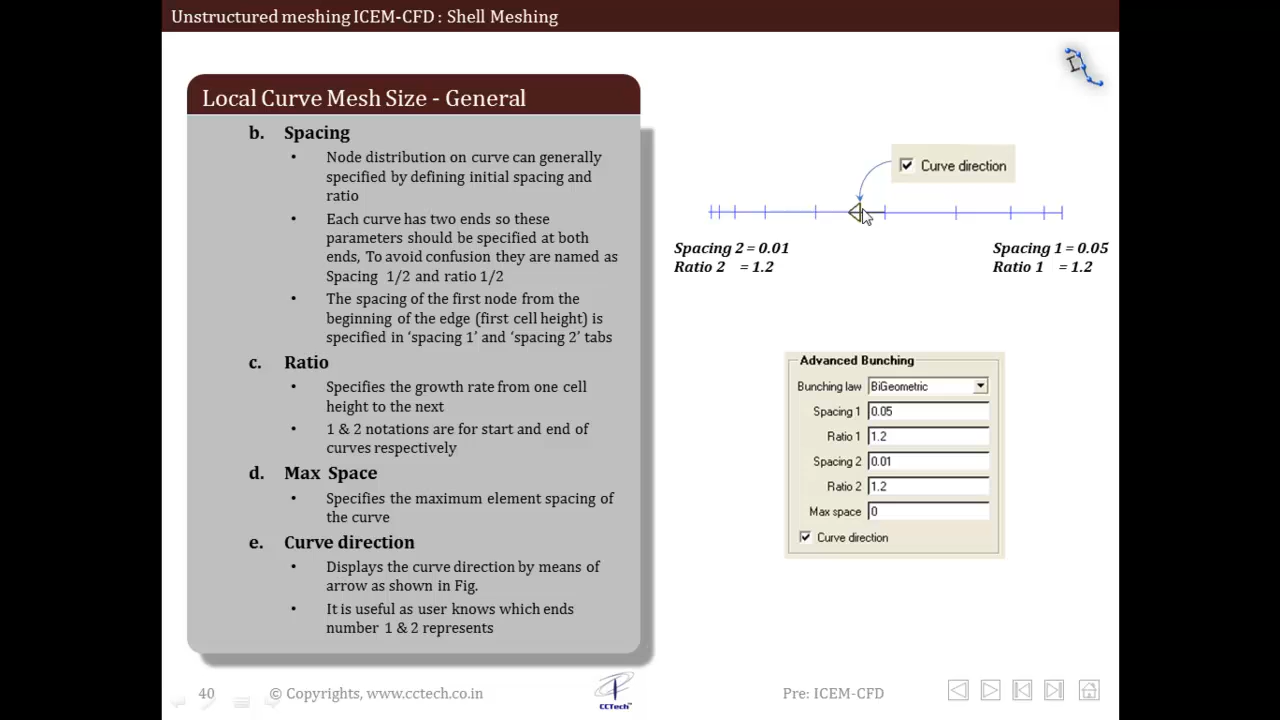 Unstructured meshing ICEM-CFD : Shell Meshing
Local Curve Mesh Size - General
b. Spacing
• Node distribution on curve can generally
specified by defining initial spacing and
ratio
• Each curve has two ends so these
parameters should be specified at both
ends, To avoid confusion they are named as
Spacing 1/2 and ratio 1/2
• The spacing of the first node from the
beginning of the edge (first cell height) is
specified in ‘spacing 1’ and ‘spacing 2’ tabs
c. Ratio
• Specifies the growth rate from one cell
height to the next
• 1 & 2 notations are for start and end of
curves respectively
d. Max Space
• Specifies the maximum element spacing of
the curve
e. Curve direction
• Displays the curve direction by means of
arrow as shown in Fig.
• It is useful as user knows which ends
number 1 & 2 represents
Curve direction
Spacing 2 = 0.01
Ratio 2 = 1.2
Spacing 1 = 0.05
Ratio 1 = 1.2
Advanced Bunching
Bunching law BiGeometric
Spacing 1 0.05
Ratio 1 1.2
Spacing 2 0.01
Ratio 2 1.2
Max space 0
Curve direction
40 © Copyrights, www.cctech.co.in
CCTech™
Pre: ICEM-CFD